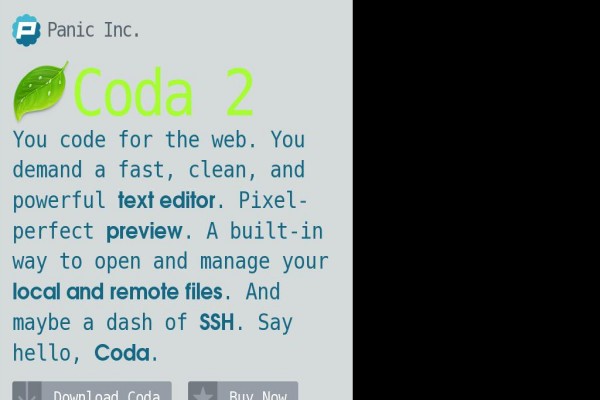 Panic Inc.
Coda 2
You code for the web. You
demand a fast, clean, and
powerful text editor. Pixel-
perfect preview. A built-in
way to open and manage your
local and remote files. And
maybe a dash of SSH. Say
hello, Coda.
Download Coda
Buy Now